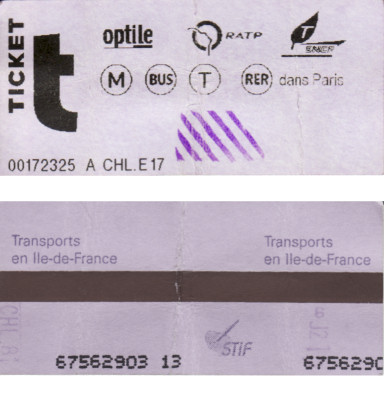 TICKET t
optile RATP T SNCF
M BUS T RER dans Paris
00172325 A CHL.E17
Transports Transports
en Ile-de-France en Ile-de-France
STIF
67562903 13 6756290